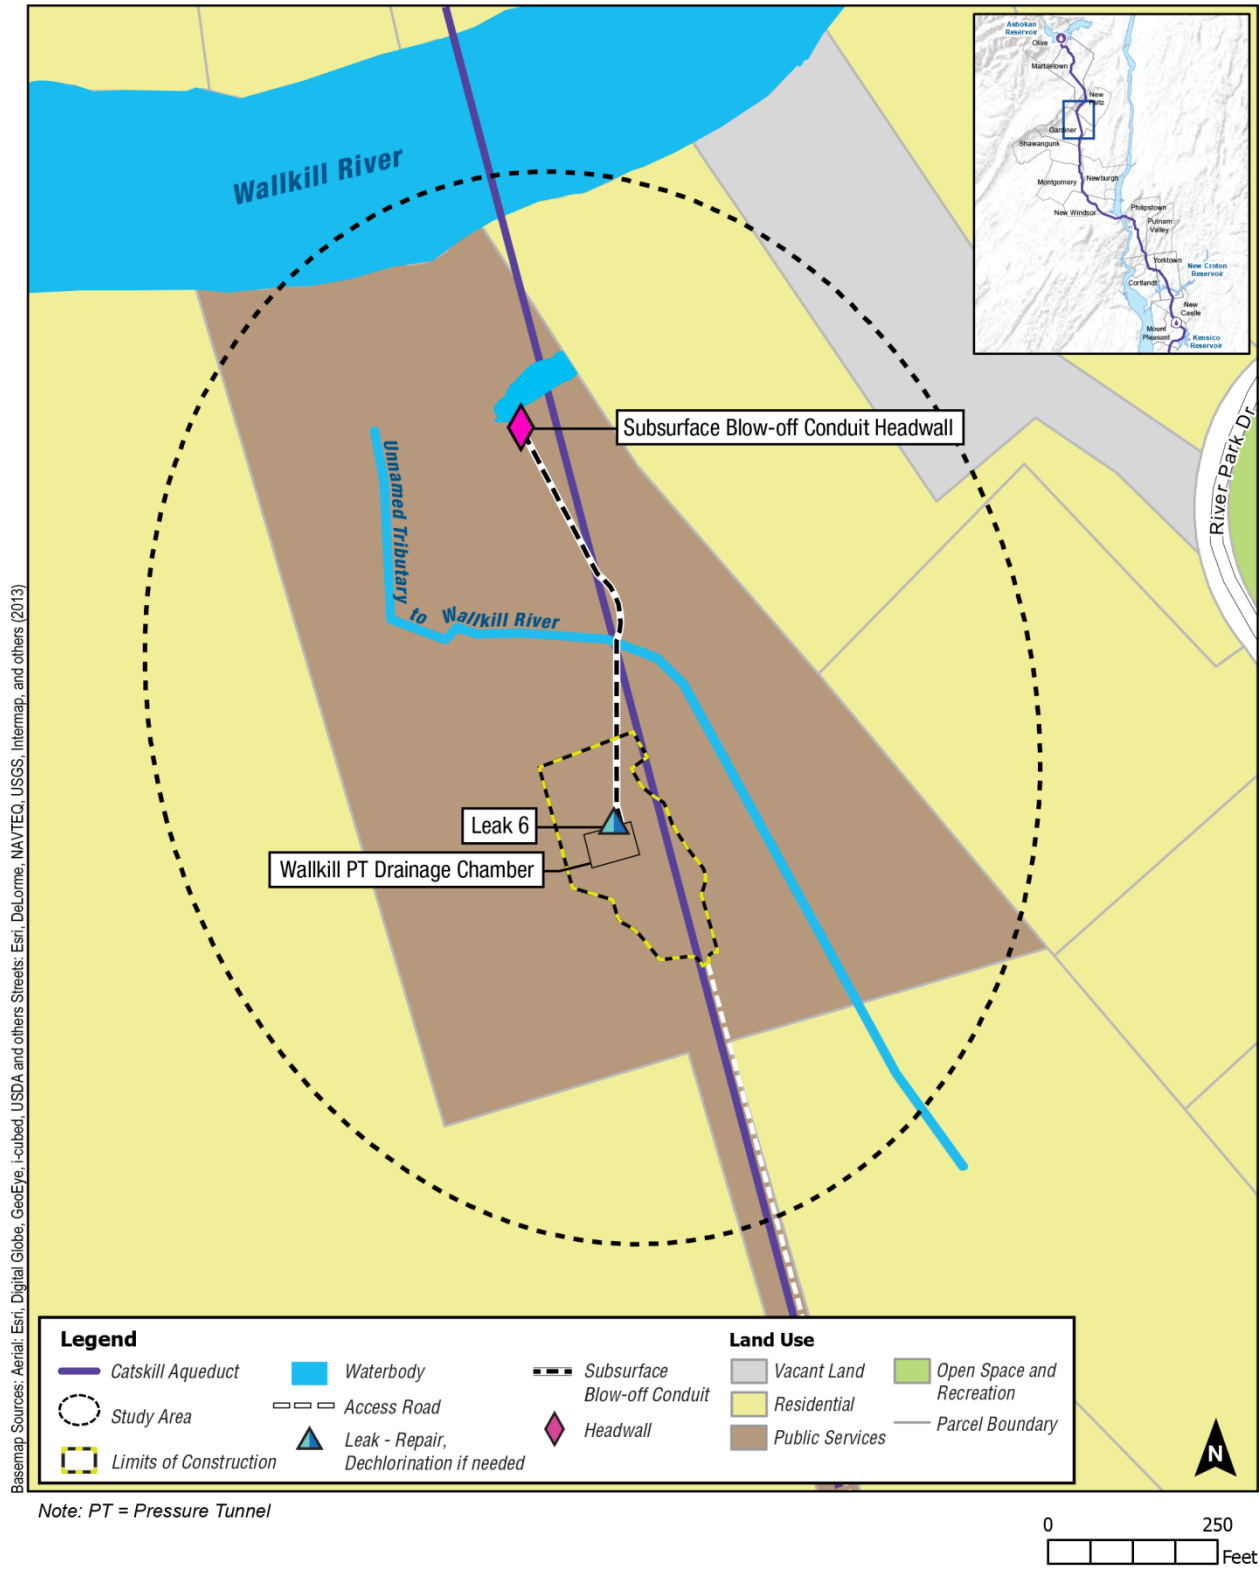 Ashokan
Reservoir
Olive
Marbletown
New
Paltz
Gardiner
Shawangunk
Montgomery
Newburgh
New Windsor
Philipstown
Putnam
Valley
Yorktown
New Croton
Reservoir
Cortlandt
New
Castle
Mount
Pleasant
Kensico
Reservoir
Wallkill River
Subsurface Blow-off Conduit Headwall
River Park Dr
Unnamed Tributary to Wallkill River
Leak 6
Wallkill PT Drainage Chamber
Basemap Sources: Aerial: Esri, Digital Globe, GeoEye, i-cubed, USDA and others Streets: Esri, DeLorme, NAVTEQ, USGS, Intermap, and others (2013)
Legend
Catskill Aqueduct
Study Area
Limits of Construction
Waterbody
Access Road
Leak - Repair,
Dechlorination if needed
Subsurface
Blow-off Conduit
Headwall
Land Use
Vacant Land
Residential
Public Services
Open Space and
Recreation
Parcel Boundary
N
Note: PT = Pressure Tunnel
0 250
Feet